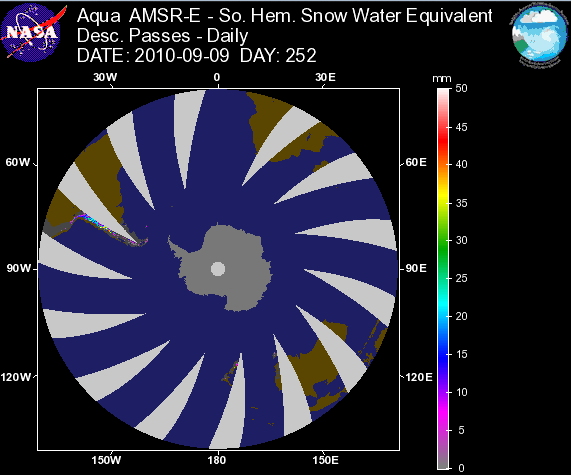 NASA
Aqua  AMSR-E - So. Hem. Snow Water Equivalent
Desc. Passes - Daily
DATE: 2010-09-09  DAY: 252
30W 0 30E
mm
50
45
40
35
30
25
20
15
10
5
0
60W 60E
90W 90E
120W 120E
150W 180 150E